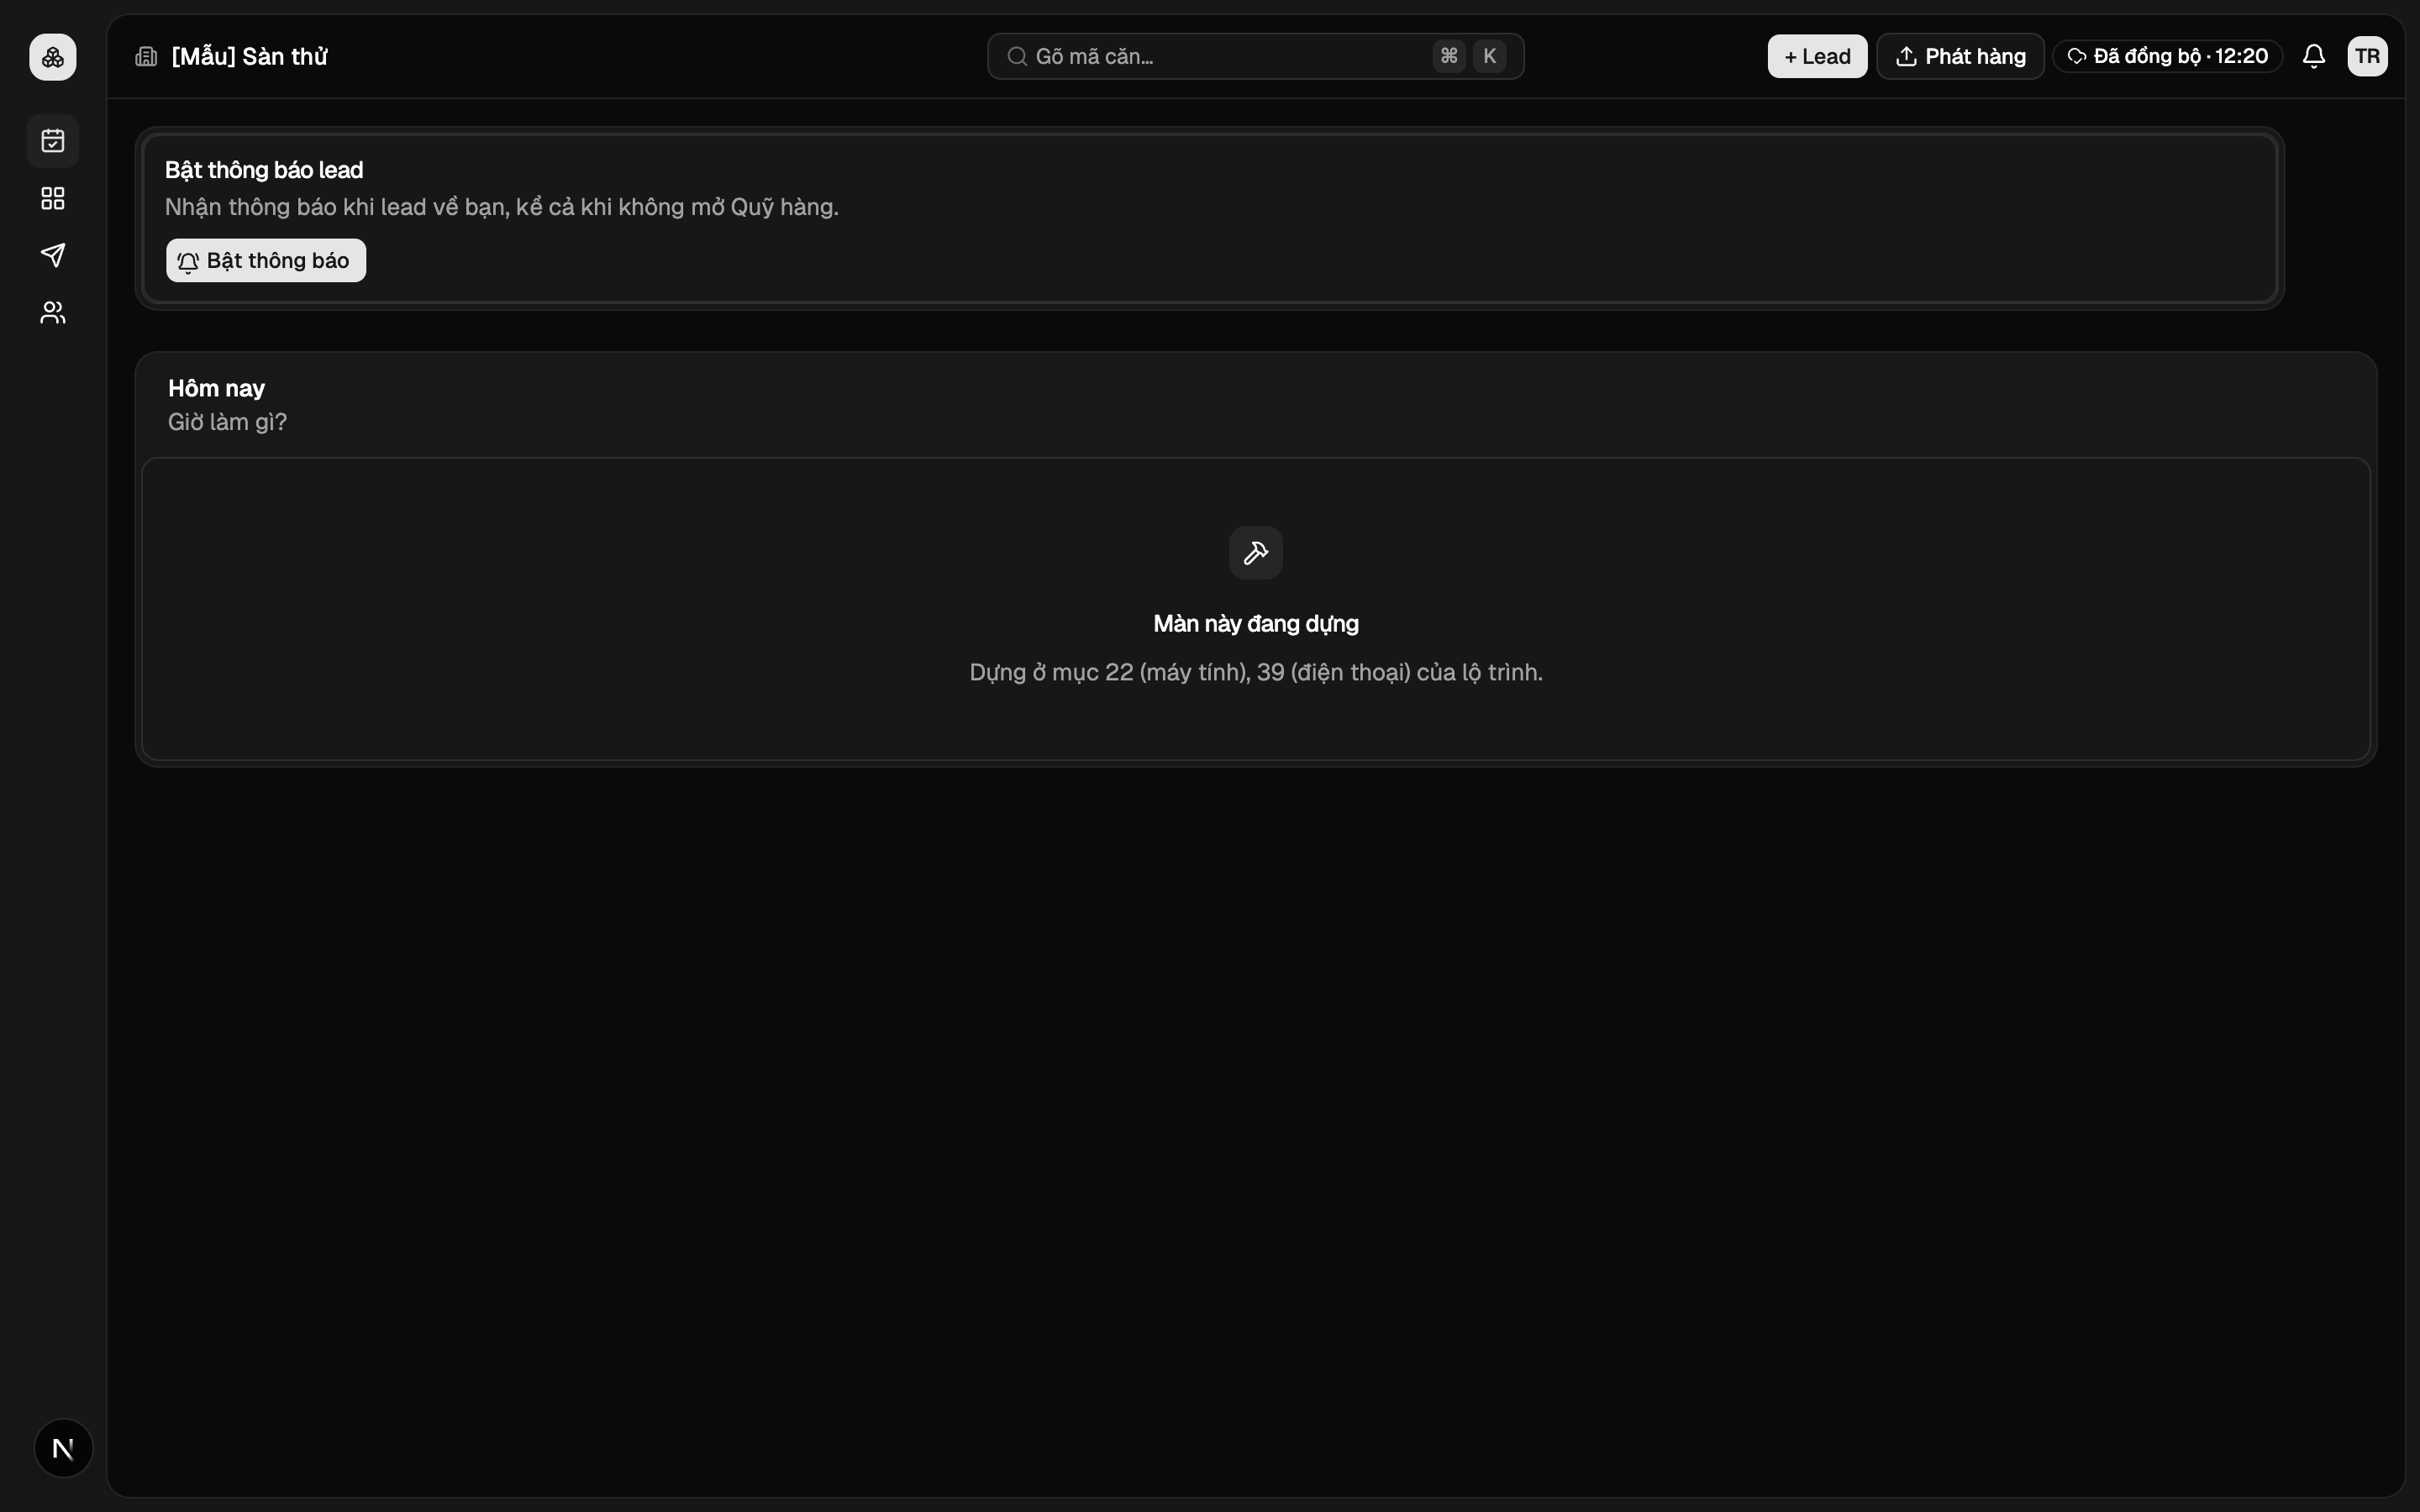 [Mẫu] Sàn thử
Gõ mã căn...
⌘ K
+ Lead
Phát hàng
Đã đồng bộ · 12:20
TR
Bật thông báo lead
Nhận thông báo khi lead về bạn, kể cả khi không mở Quỹ hàng.
Bật thông báo
Hôm nay
Giờ làm gì?
Màn này đang dựng
Dựng ở mục 22 (máy tính), 39 (điện thoại) của lộ trình.
N